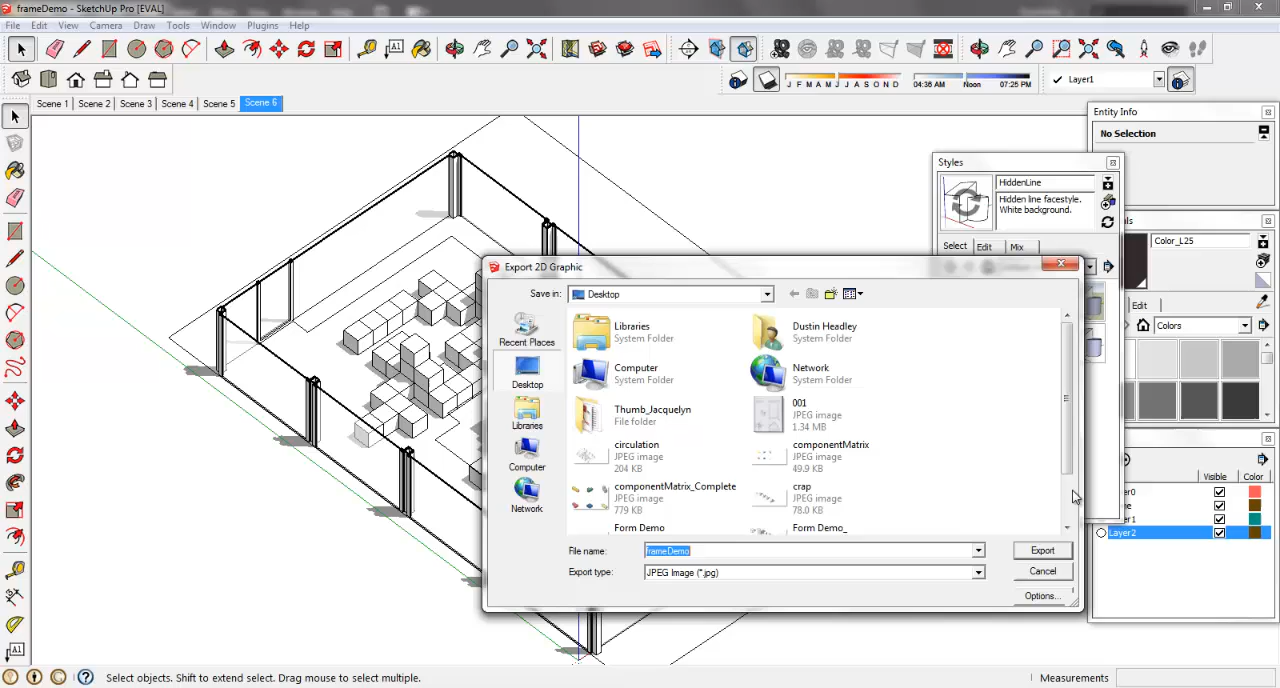 frameDemo - SketchUp Pro [EVAL]
File Edit View Camera Draw Tools Window Plugins Help
A1
J F M A M J J A S O N D
04:36 AM Noon 07:25 PM
Layer1
Scene 1 Scene 2 Scene 3 Scene 4 Scene 5 Scene 6
Entity Info
No Selection
Styles
HiddenLine
Hidden line facestyle.
White background.
Select Edit Mix
Color_L25
Edit
Colors
Export 2D Graphic
Save in: Desktop
Recent Places
Desktop
Libraries
Computer
Network
Libraries
System Folder
Dustin Headley
System Folder
Computer
System Folder
Network
System Folder
Thumb_Jacquelyn
File folder
001
JPEG image
1.34 MB
circulation
JPEG image
204 KB
componentMatrix
JPEG image
49.9 KB
componentMatrix_Complete
JPEG image
779 KB
crap
JPEG image
78.0 KB
Form Demo
Form Demo_
File name: frameDemo Export
Export type: JPEG Image (*.jpg) Cancel
Options...
Visible Color
Layer2
A1
Select objects. Shift to extend select. Drag mouse to select multiple.
Measurements